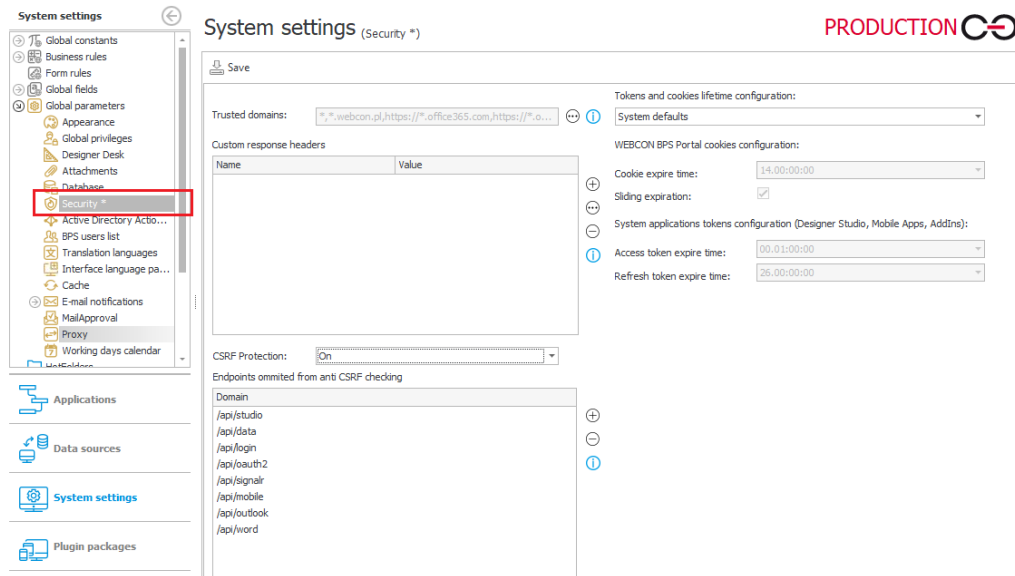 System settings
Global constants
Business rules
Form rules
Global fields
Global parameters
Appearance
Global privileges
Designer Desk
Attachments
Database
Security *
Active Directory Actio...
BPS users list
Translation languages
Interface language pa...
Cache
E-mail notifications
MailApproval
Proxy
Working days calendar
HotFolders
Applications
Data sources
System settings
Plugin packages
System settings (Security *)
PRODUCTION
Save
Trusted domains:
*,*.webcon.pl,https://*.office365.com,https://*.o...
Custom response headers
Name Value
CSRF Protection:
On
Endpoints ommited from anti CSRF checking
Domain
/api/studio
/api/data
/api/login
/api/oauth2
/api/signalr
/api/mobile
/api/outlook
/api/word
Tokens and cookies lifetime configuration:
System defaults
WEBCON BPS Portal cookies configuration:
Cookie expire time:
14.00:00:00
Sliding expiration:
System applications tokens configuration (Designer Studio, Mobile Apps, AddIns):
Access token expire time:
00.01:00:00
Refresh token expire time:
26.00:00:00